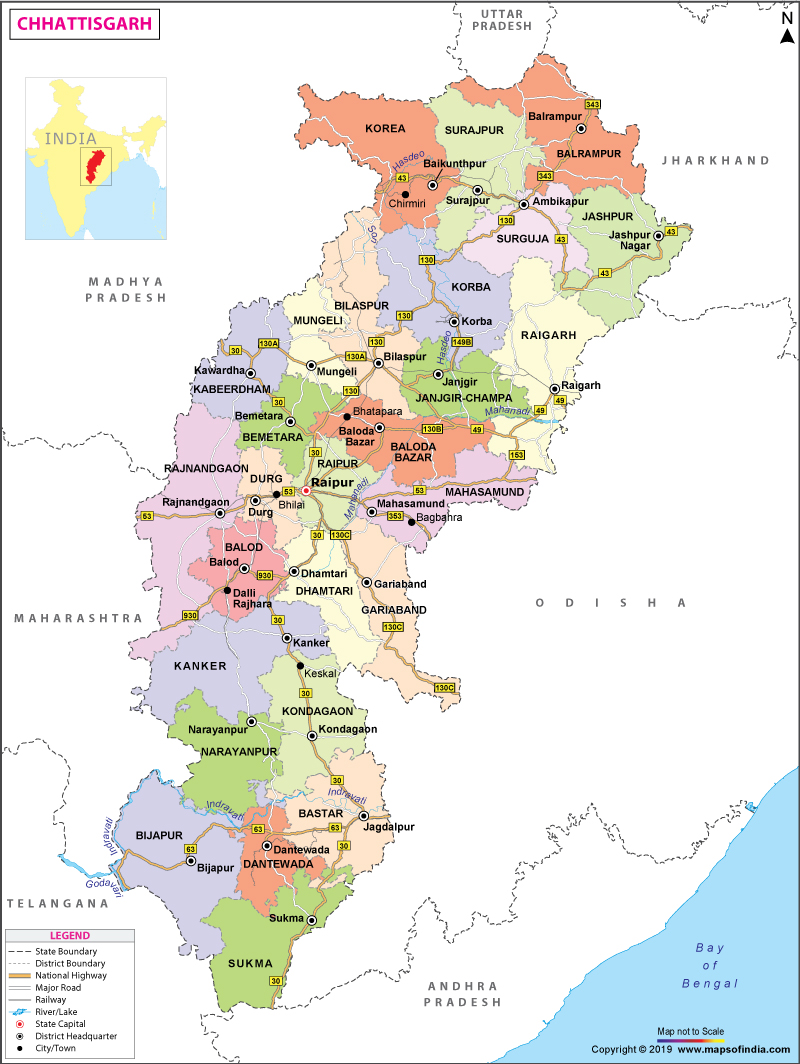 CHHATTISGARH
UTTAR
PRADESH
N
INDIA
KOREA
SURAJPUR
Balrampur
343
BALRAMPUR
JHARKHAND
Hasdeo
Baikunthpur
43
343
Chirmiri
Surajpur
Ambikapur
JASHPUR
130
Jashpur
Nagar
43
Son
SURGUJA
43
130
43
MADHYA
PRADESH
KORBA
BILASPUR
MUNGELI
130
Korba
RAIGARH
30
130A
130
149B
130A
Bilaspur
Hasdeo
Kawardha
Mungeli
Janjgir
KABEERDHAM
Raigarh
130
JANJGIR-CHAMPA
30
49
Bemetara
Bhatapara
Mahanadi
49
BEMETARA
Baloda
Bazar
130B
49
30
BALODA
BAZAR
153
RAJNANDGAON
RAIPUR
DURG
Raipur
53
53
MAHASAMUND
Rajnandgaon
Bhilai
Mahanadi
Mahasamund
53
Durg
353
Bagbahra
30
130C
BALOD
Balod
930
Dhamtari
Gariaband
Dalli
Rajhara
DHAMTARI
GARIABAND
ODISHA
MAHARASHTRA
930
30
130C
Kanker
KANKER
Keskal
130C
30
KONDAGAON
Narayanpur
Kondagaon
NARAYANPUR
30
Indravati
Indravati
BASTAR
Jagdalpur
Indravati
BIJAPUR
63
63
63
30
Dantewada
Bijapur
DANTEWADA
Godavari
TELANGANA
Sukma
SUKMA
30
Bay
of
Bengal
ANDHRA
PRADESH
LEGEND
State Boundary
District Boundary
National Highway
Major Road
Railway
River/Lake
State Capital
District Headquarter
City/Town
Map not to Scale
Copyright © 2019 www.mapsofindia.com